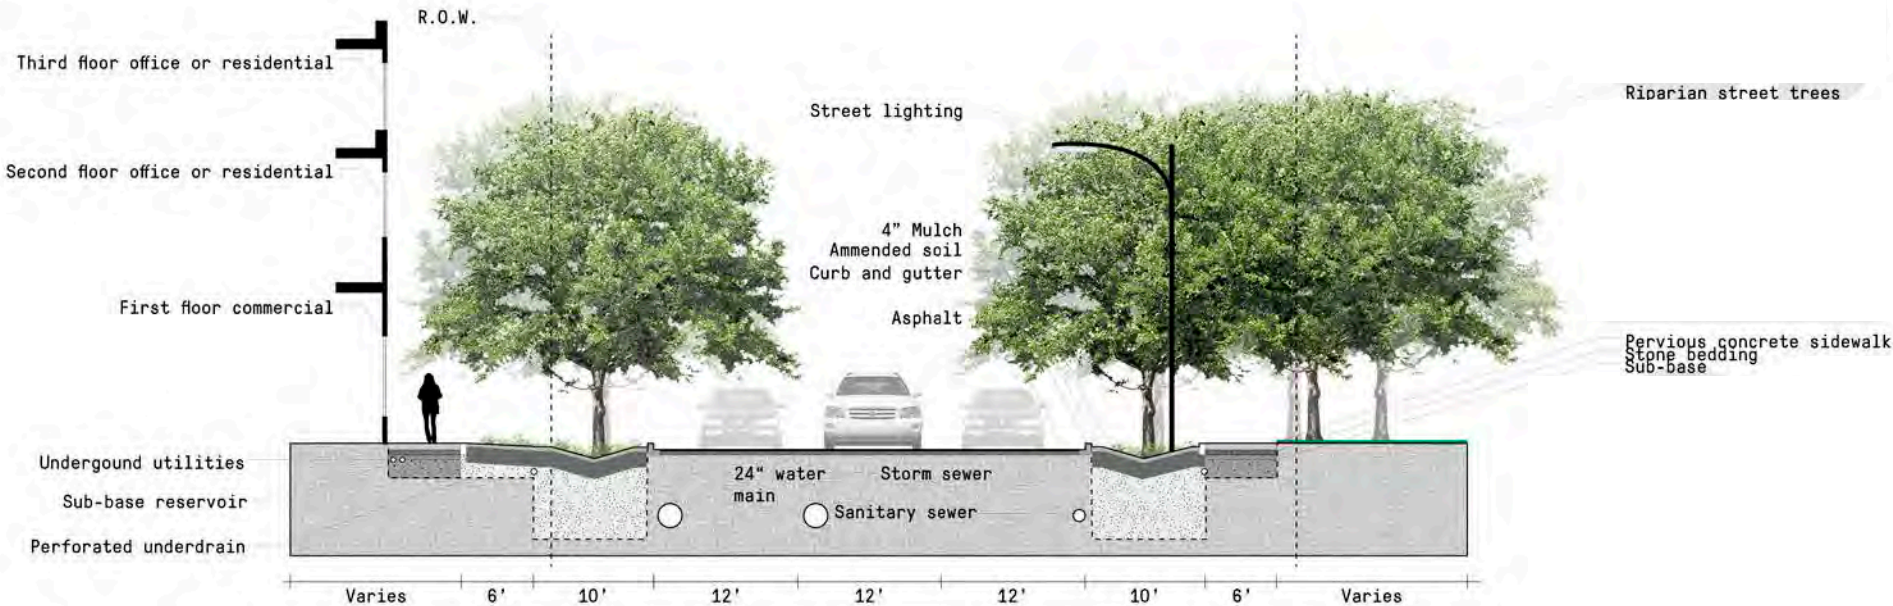 R.O.W.
Third floor office or residential
Second floor office or residential
First floor commercial
Undergound utilities
Sub-base reservoir
Perforated underdrain
Street lighting
4” Mulch
Ammended soil
Curb and gutter
Asphalt
24“ water
main
Storm sewer
Sanitary sewer
Riparian street trees
Pervious concrete sidewalk
Stone bedding
Sub-base
Varies 6' 10' 12' 12' 12' 10' 6' Varies